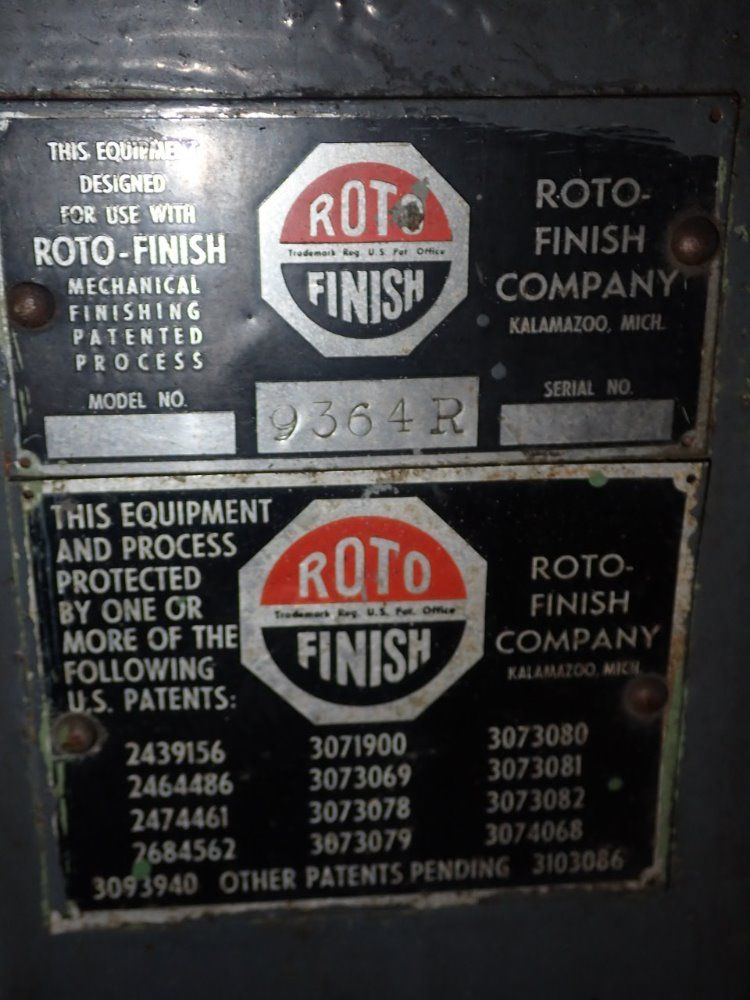 THIS EQUIPMENT
DESIGNED
FOR USE WITH
ROTO-FINISH
MECHANICAL
FINISHING
PATENTED
PROCESS
MODEL NO.
ROTO
Trademark Reg. U.S. Pat. Office
FINISH
9364R
ROTO-
FINISH
COMPANY
KALAMAZOO, MICH.
SERIAL NO.
THIS EQUIPMENT
AND PROCESS
PROTECTED
BY ONE OR
MORE OF THE
FOLLOWING
U.S. PATENTS:
ROTO
Trademark Reg. U.S. Pat. Office
FINISH
ROTO-
FINISH
COMPANY
KALAMAZOO, MICH.
2439156 3071900 3073080
2464486 3073069 3073081
2474461 3073078 3073082
2684562 3073079 3074068
3093940 OTHER PATENTS PENDING 3103086